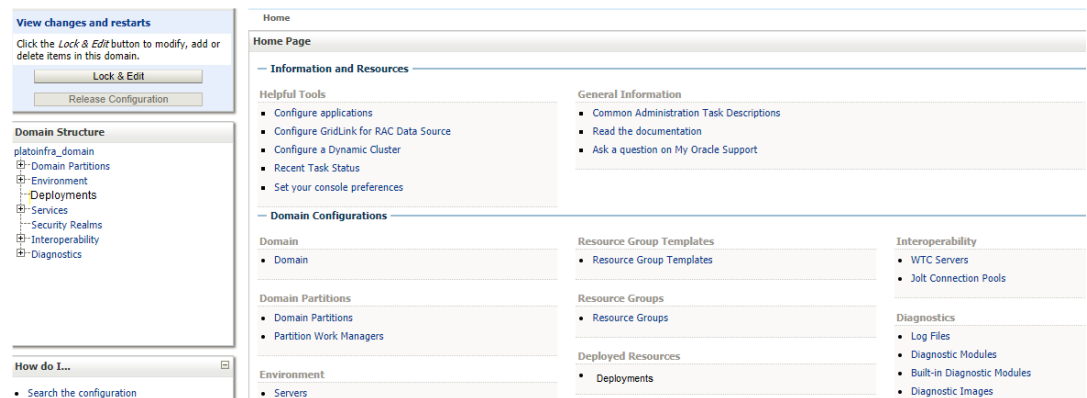 View changes and restarts
Click the Lock & Edit button to modify, add or
delete items in this domain.
Lock & Edit
Release Configuration
Domain Structure
platoinfra_domain
Domain Partitions
Environment
Deployments
Services
Security Realms
Interoperability
Diagnostics
How do I...
Search the configuration
Home
Home Page
Information and Resources
Helpful Tools
Configure applications
Configure GridLink for RAC Data Source
Configure a Dynamic Cluster
Recent Task Status
Set your console preferences
General Information
Common Administration Task Descriptions
Read the documentation
Ask a question on My Oracle Support
Domain Configurations
Domain
Domain
Domain Partitions
Domain Partitions
Partition Work Managers
Environment
Servers
Resource Group Templates
Resource Group Templates
Resource Groups
Resource Groups
Deployed Resources
Deployments
Interoperability
WTC Servers
Jolt Connection Pools
Diagnostics
Log Files
Diagnostic Modules
Built-in Diagnostic Modules
Diagnostic Images